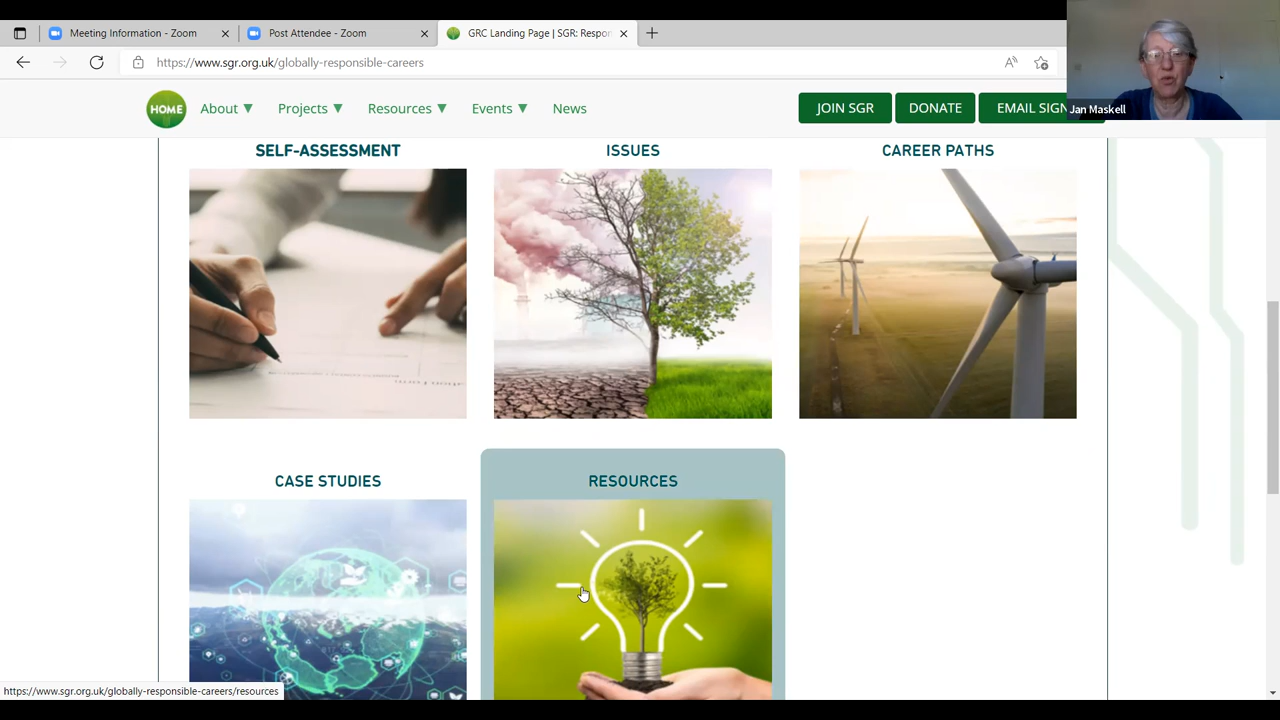 Meeting Information - Zoom
Post Attendee - Zoom
GRC Landing Page | SGR: Respon
https://www.sgr.org.uk/globally-responsible-careers
HOME
About ▼
Projects ▼
Resources ▼
Events ▼
News
JOIN SGR
DONATE
EMAIL SIGN
Jan Maskell
SELF-ASSESSMENT
ISSUES
CAREER PATHS
CASE STUDIES
RESOURCES
https://www.sgr.org.uk/globally-responsible-careers/resources